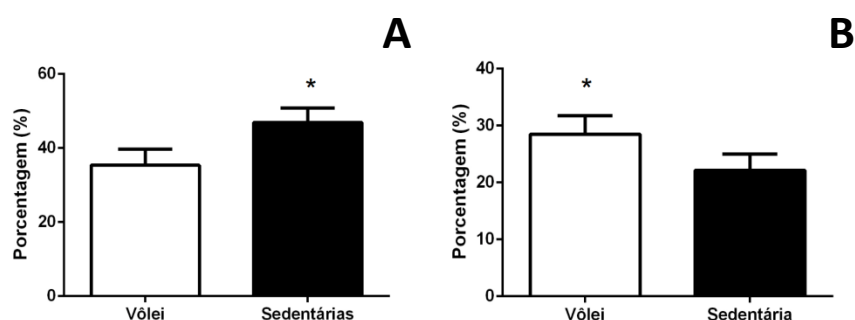 A
Porcentagem (%)
60
40
20
0
*
Vôlei
Sedentárias
B
Porcentagem (%)
40
30
20
10
0
*
Vôlei
Sedentária